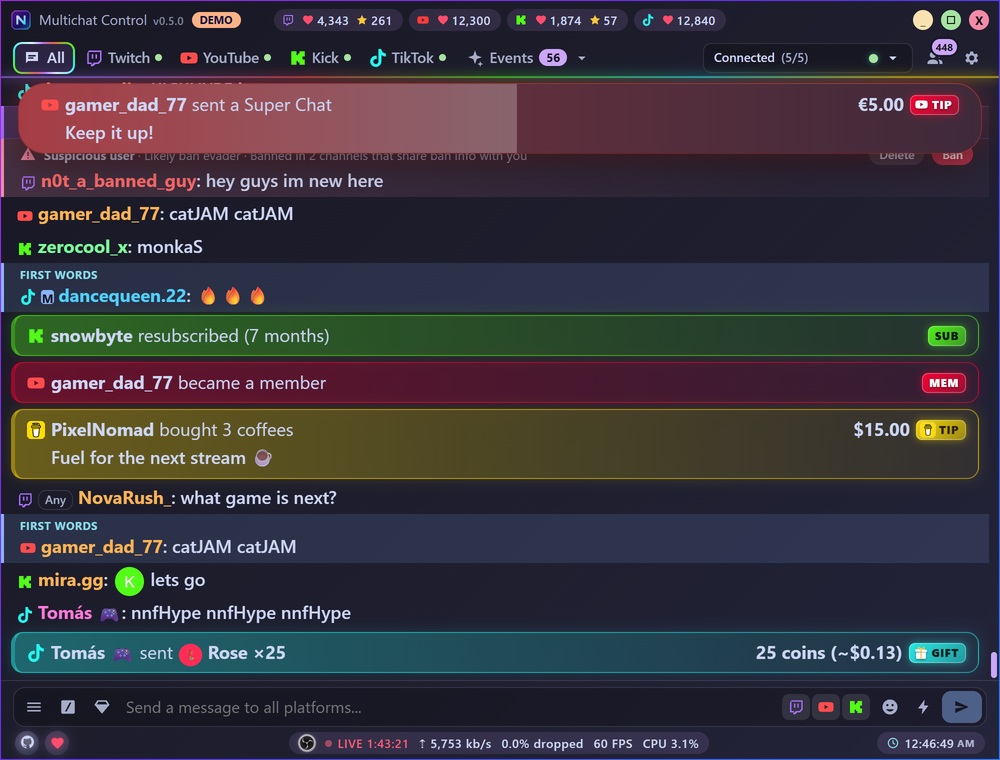 N Multichat Control v0.5.0 DEMO 4,343 261 12,300 K 1,874 57 12,840 _ X
All Twitch YouTube Kick TikTok Events 56 Connected (5/5) 448
gamer_dad_77 sent a Super Chat €5.00 TIP
Keep it up!
Suspicious user · Likely ban evader · Banned in 2 channels that share ban info with you Delete Ban
n0t_a_banned_guy: hey guys im new here
gamer_dad_77: catJAM catJAM
zerocool_x: monkaS
FIRST WORDS
M dancequeen.22: 🔥 🔥 🔥
snowbyte resubscribed (7 months) SUB
gamer_dad_77 became a member MEM
PixelNomad bought 3 coffees $15.00 TIP
Fuel for the next stream ☕
Any NovaRush_: what game is next?
FIRST WORDS
gamer_dad_77: catJAM catJAM
mira.gg: K lets go
Tomás 🎮: nnfHype nnfHype nnfHype
Tomás 🎮 sent Rose ×25 25 coins (~$0.13) GIFT
Send a message to all platforms...
LIVE 1:43:21 ↑ 5,753 kb/s 0.0% dropped 60 FPS CPU 3.1% 12:46:49 AM